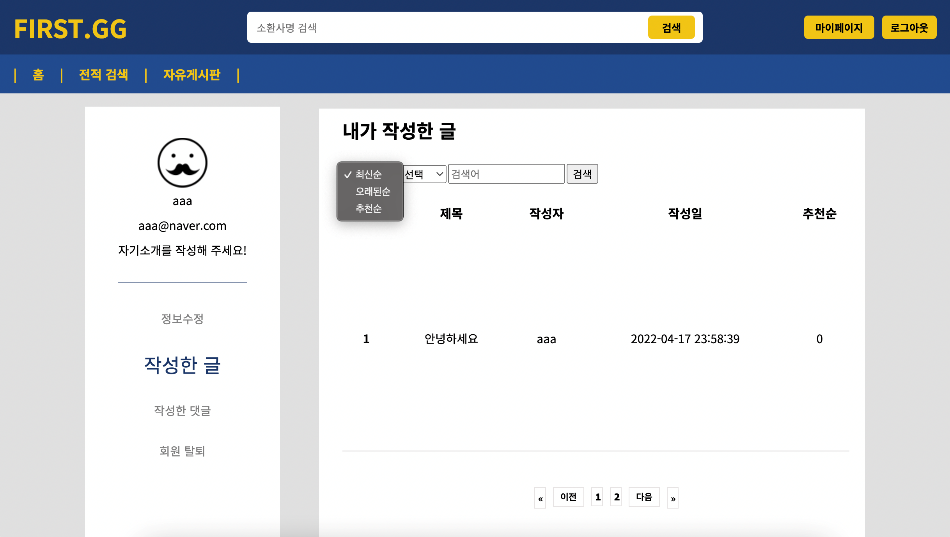 FIRST.GG
소환사명 검색
검색
마이페이지
로그아웃
| 홈 | 전적 검색 | 자유게시판 |
aaa
aaa@naver.com
자기소개를 작성해 주세요!
정보수정
작성한 글
작성한 댓글
회원 탈퇴
내가 작성한 글
✓ 최신순
오래된순
추천순
선택
검색어
검색
제목 작성자 작성일 추천순
1 안녕하세요 aaa 2022-04-17 23:58:39 0
« 이전 1 2 다음 »